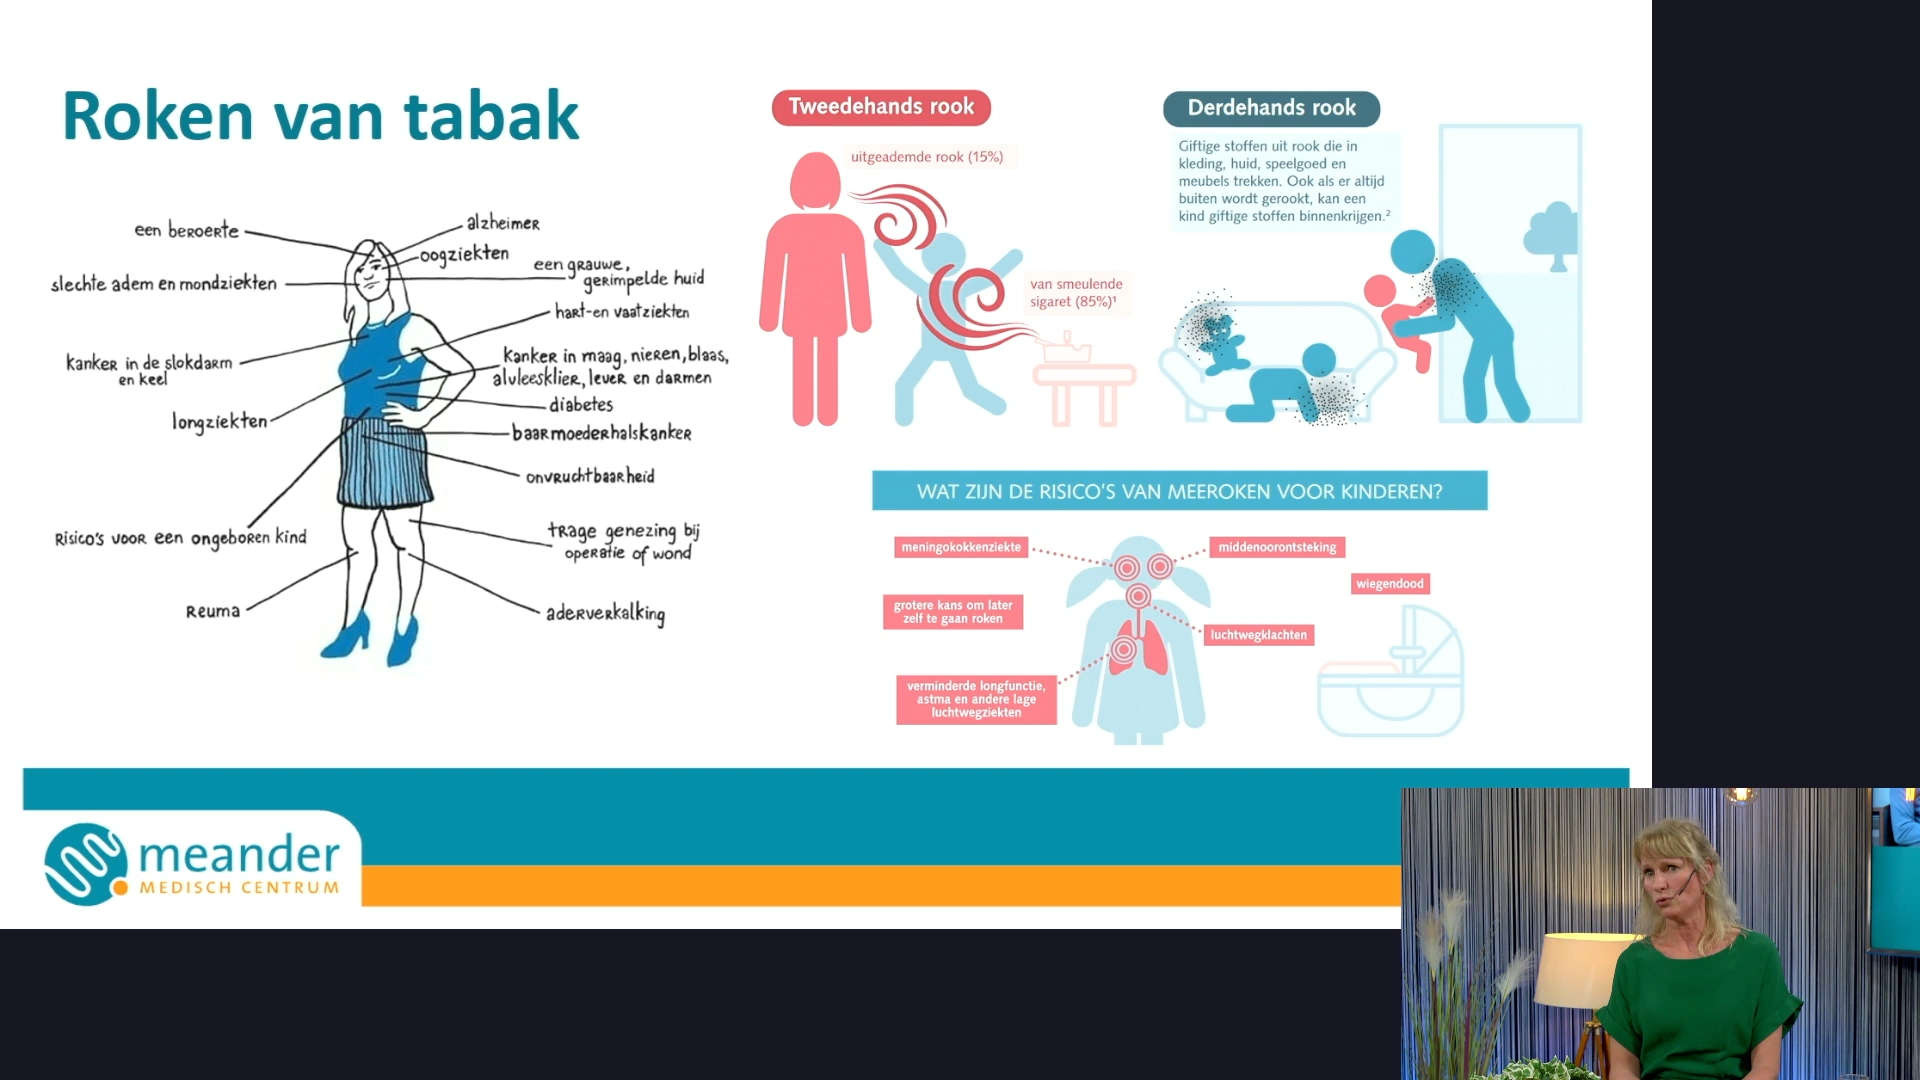 Roken van tabak
een beroerte
slechte adem en mondziekten
kanker in de slokdarm
en keel
longziekten
Risico's voor een ongeboren kind
Reuma
alzheimer
oogziekten
een grauwe,
gerimpelde huid
hart-en vaatziekten
kanker in maag, nieren, blaas,
alvleesklier, lever en darmen
diabetes
baarmoederhalskanker
onvruchtbaarheid
trage genezing bij
operatie of wond
aderverkalking
Tweedehands rook
uitgeademde rook (15%)
van smeulende
sigaret (85%)¹
Derdehands rook
Giftige stoffen uit rook die in
kleding, huid, speelgoed en
meubels trekken. Ook als er altijd
buiten wordt gerookt, kan een
kind giftige stoffen binnenkrijgen.²
WAT ZIJN DE RISICO'S VAN MEEROKEN VOOR KINDEREN?
meningokokkenziekte
middenoorontsteking
wiegendood
grotere kans om later
zelf te gaan roken
luchtwegklachten
verminderde longfunctie,
astma en andere lage
luchtwegziekten
meander
MEDISCH CENTRUM